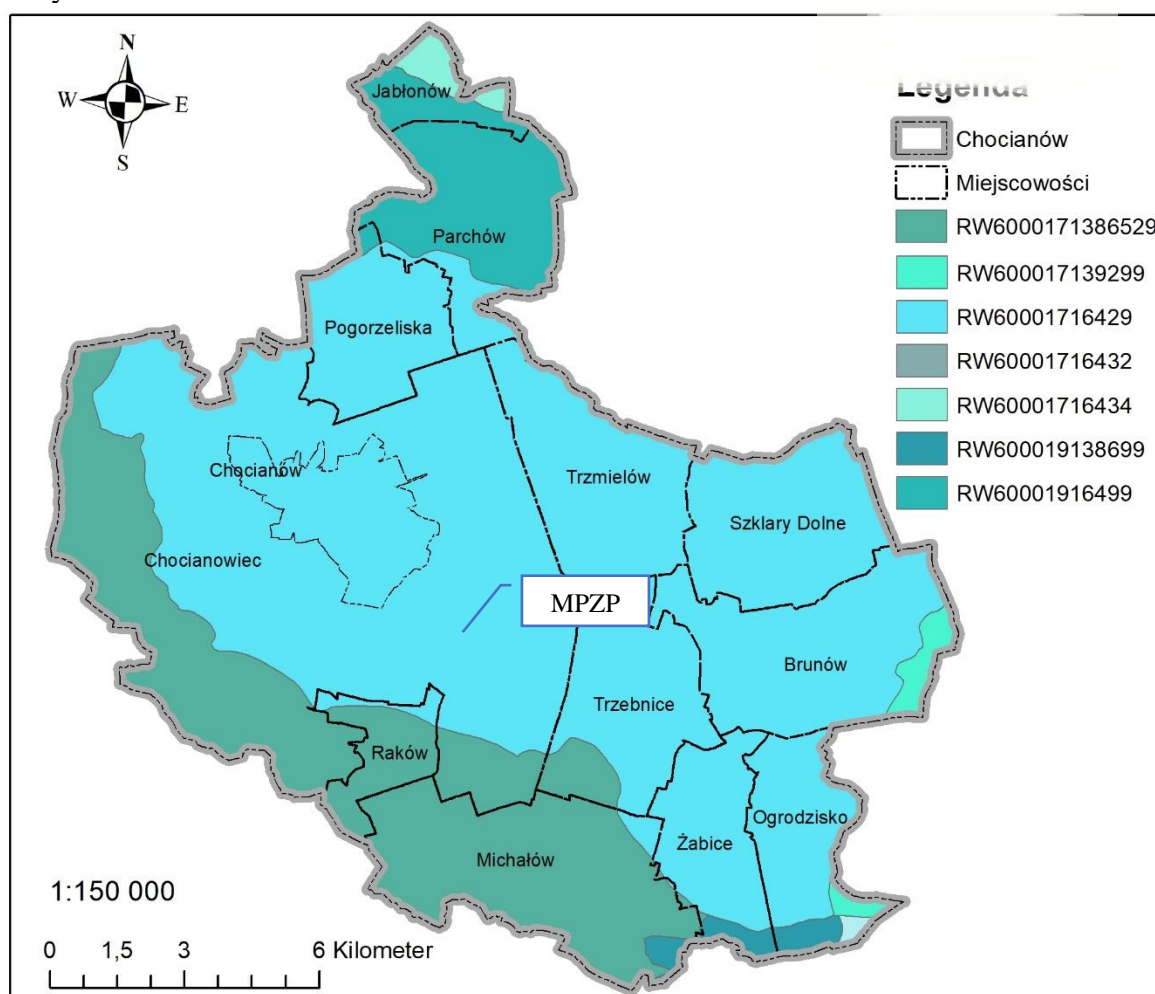 N
W E
S
Legenda
Chocianów
Miejscowości
RW6000171386529
RW600017139299
RW60001716429
RW60001716432
RW60001716434
RW600019138699
RW60001916499
Jabłonów
Parchów
Pogorzeliska
Chocianów
Trzmielów
Szklary Dolne
Chocianowiec
MPZP
Brunów
Trzebnice
Raków
Ogrodzisko
Żabice
Michałów
1:150 000
0 1,5 3 6 Kilometer